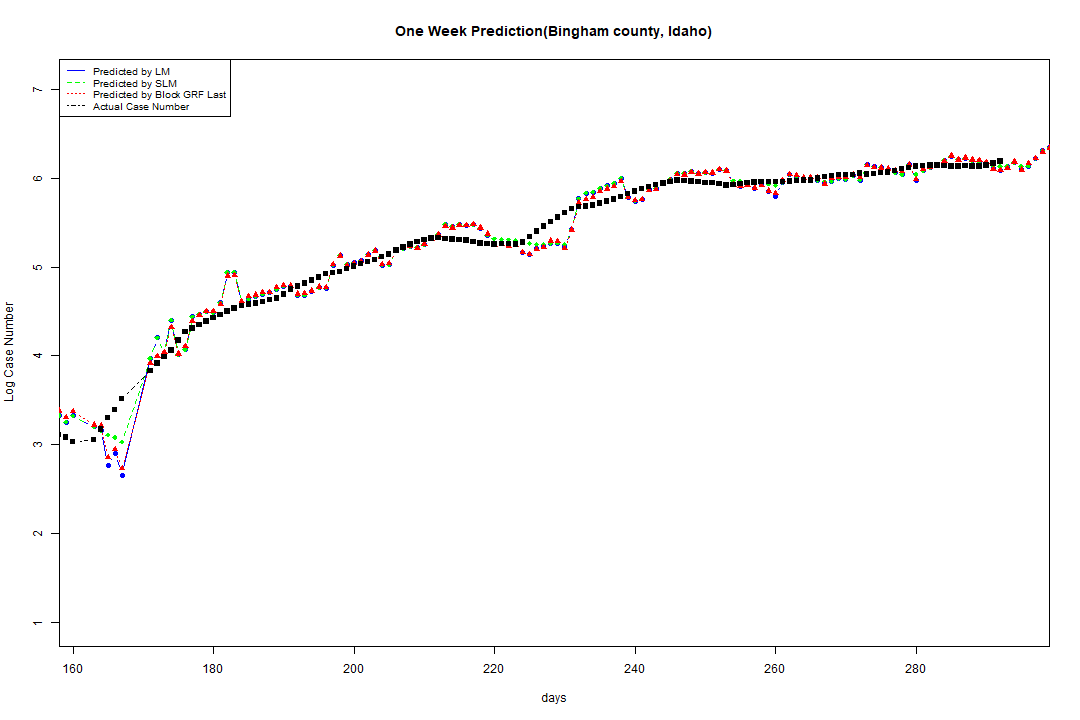 One Week Prediction(Bingham county, Idaho)
Predicted by LM
Predicted by SLM
Predicted by Block GRF Last
Actual Case Number
Log Case Number
7
6
5
4
3
2
1
160 180 200 220 240 260 280
days